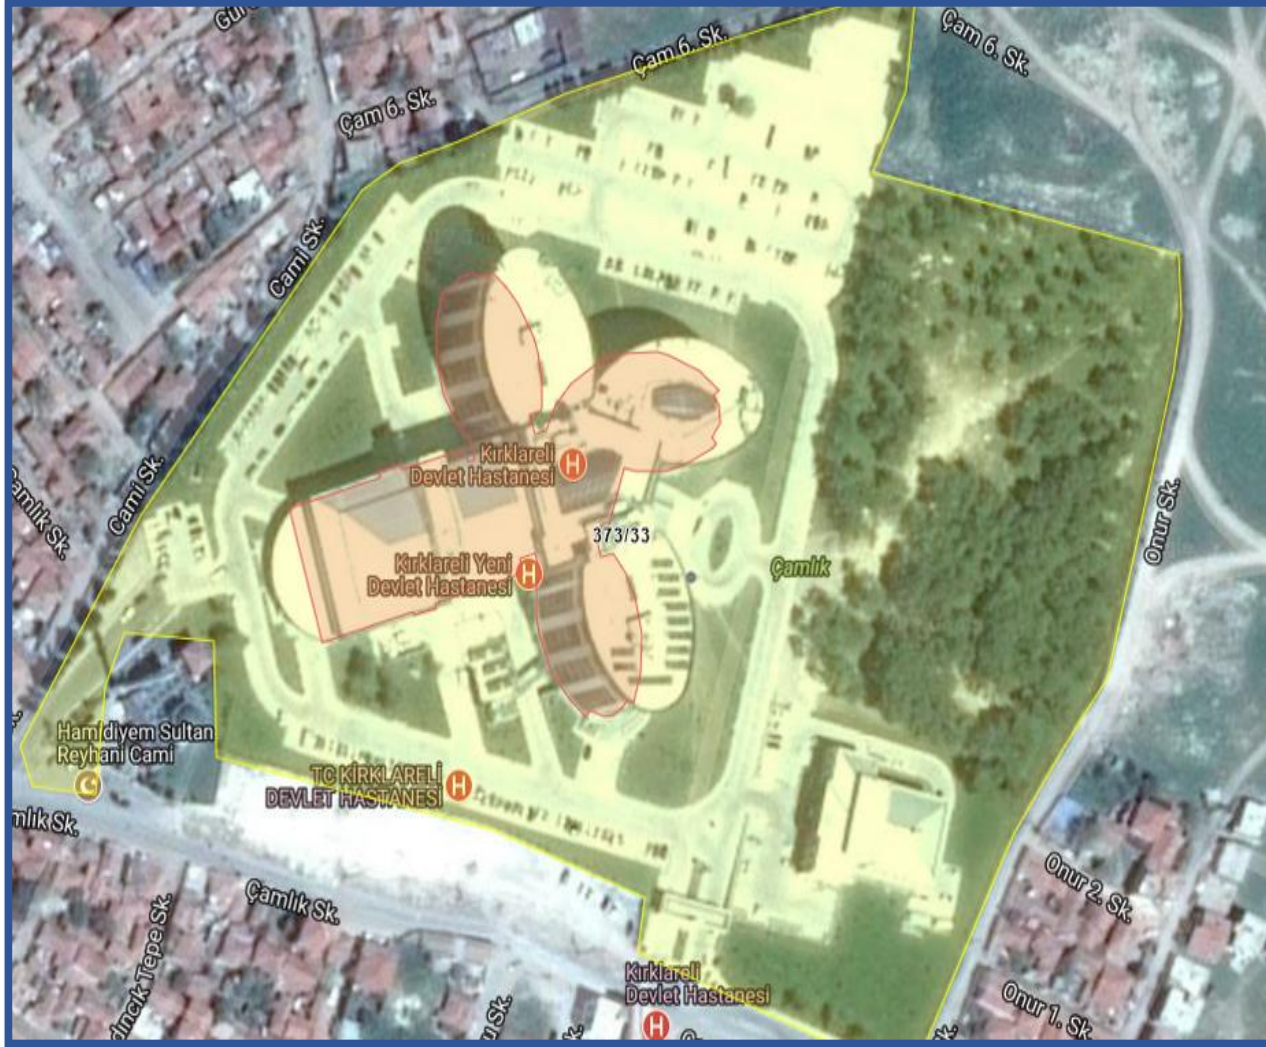 Çam 6. Sk.
Çam 6. Sk.
Çam 6. Sk.
Cami Sk.
Cami Sk.
Kırklareli
Devlet Hastanesi
H
373/33
Kırklareli Yeni
Devlet Hastanesi
H
Çamlık
Onur Sk.
Hamidiyem Sultan
Reyhani Cami
TC KIRKLARELİ
DEVLET HASTANESİ
H
mlık Sk.
Çamlık Sk.
Onur 2. Sk.
Kırklareli
Devlet Hastanesi
H
Onur 1. Sk.
Sk.
Sk.